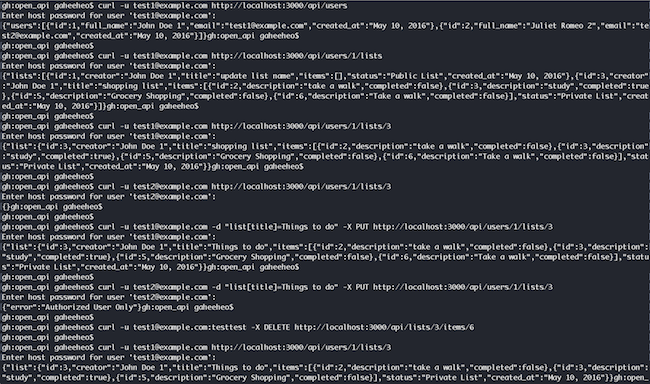 gh:open_api gaheeheo$ curl -u test1@example.com http://localhost:3000/api/users
Enter host password for user 'test1@example.com':
{"users":[{"id":1,"full_name":"John Doe 1","email":"test1@example.com","created_at":"May 10, 2016"},{"id":2,"full_name":"Juliet Romeo 2","email":"te
st2@example.com","created_at":"May 10, 2016"}]}gh:open_api gaheeheo$
gh:open_api gaheeheo$
gh:open_api gaheeheo$ curl -u test1@example.com http://localhost:3000/api/users/1/lists
Enter host password for user 'test1@example.com':
{"lists":[{"id":1,"creator":"John Doe 1","title":"update list name","items":[],"status":"Public List","created_at":"May 10, 2016"},{"id":3,"creator"
:"John Doe 1","title":"shopping list","items":[{"id":2,"description":"take a walk","completed":false},{"id":3,"description":"study","completed":true
},{"id":5,"description":"Grocery Shopping","completed":false},{"id":6,"description":"Take a walk","completed":false}],"status":"Private List","creat
ed_at":"May 10, 2016"}]}gh:open_api gaheeheo$
gh:open_api gaheeheo$
gh:open_api gaheeheo$ curl -u test1@example.com http://localhost:3000/api/users/1/lists/3
Enter host password for user 'test1@example.com':
{"list":{"id":3,"creator":"John Doe 1","title":"shopping list","items":[{"id":2,"description":"take a walk","completed":false},{"id":3,"description"
:"study","completed":true},{"id":5,"description":"Grocery Shopping","completed":false},{"id":6,"description":"Take a walk","completed":false}],"stat
us":"Private List","created_at":"May 10, 2016"}}gh:open_api gaheeheo$
gh:open_api gaheeheo$
gh:open_api gaheeheo$ curl -u test2@example.com http://localhost:3000/api/users/1/lists/3
Enter host password for user 'test2@example.com':
{}gh:open_api gaheeheo$
gh:open_api gaheeheo$
gh:open_api gaheeheo$ curl -u test1@example.com -d "list[title]=Things to do" -X PUT http://localhost:3000/api/users/1/lists/3
Enter host password for user 'test1@example.com':
{"list":{"id":3,"creator":"John Doe 1","title":"Things to do","items":[{"id":2,"description":"take a walk","completed":false},{"id":3,"description":
"study","completed":true},{"id":5,"description":"Grocery Shopping","completed":false},{"id":6,"description":"Take a walk","completed":false}],"statu
s":"Private List","created_at":"May 10, 2016"}}gh:open_api gaheeheo$
gh:open_api gaheeheo$
gh:open_api gaheeheo$ curl -u test2@example.com -d "list[title]=Things to do" -X PUT http://localhost:3000/api/users/1/lists/3
Enter host password for user 'test2@example.com':
{"error":"Authorized User Only"}gh:open_api gaheeheo$
gh:open_api gaheeheo$ curl -u test1@example.com:testtest -X DELETE http://localhost:3000/api/lists/3/items/6
gh:open_api gaheeheo$
gh:open_api gaheeheo$ curl -u test1@example.com http://localhost:3000/api/users/1/lists/3
Enter host password for user 'test1@example.com':
{"list":{"id":3,"creator":"John Doe 1","title":"Things to do","items":[{"id":2,"description":"take a walk","completed":false},{"id":3,"description":
"study","completed":true},{"id":5,"description":"Grocery Shopping","completed":false}],"status":"Private List","created_at":"May 10, 2016"}}